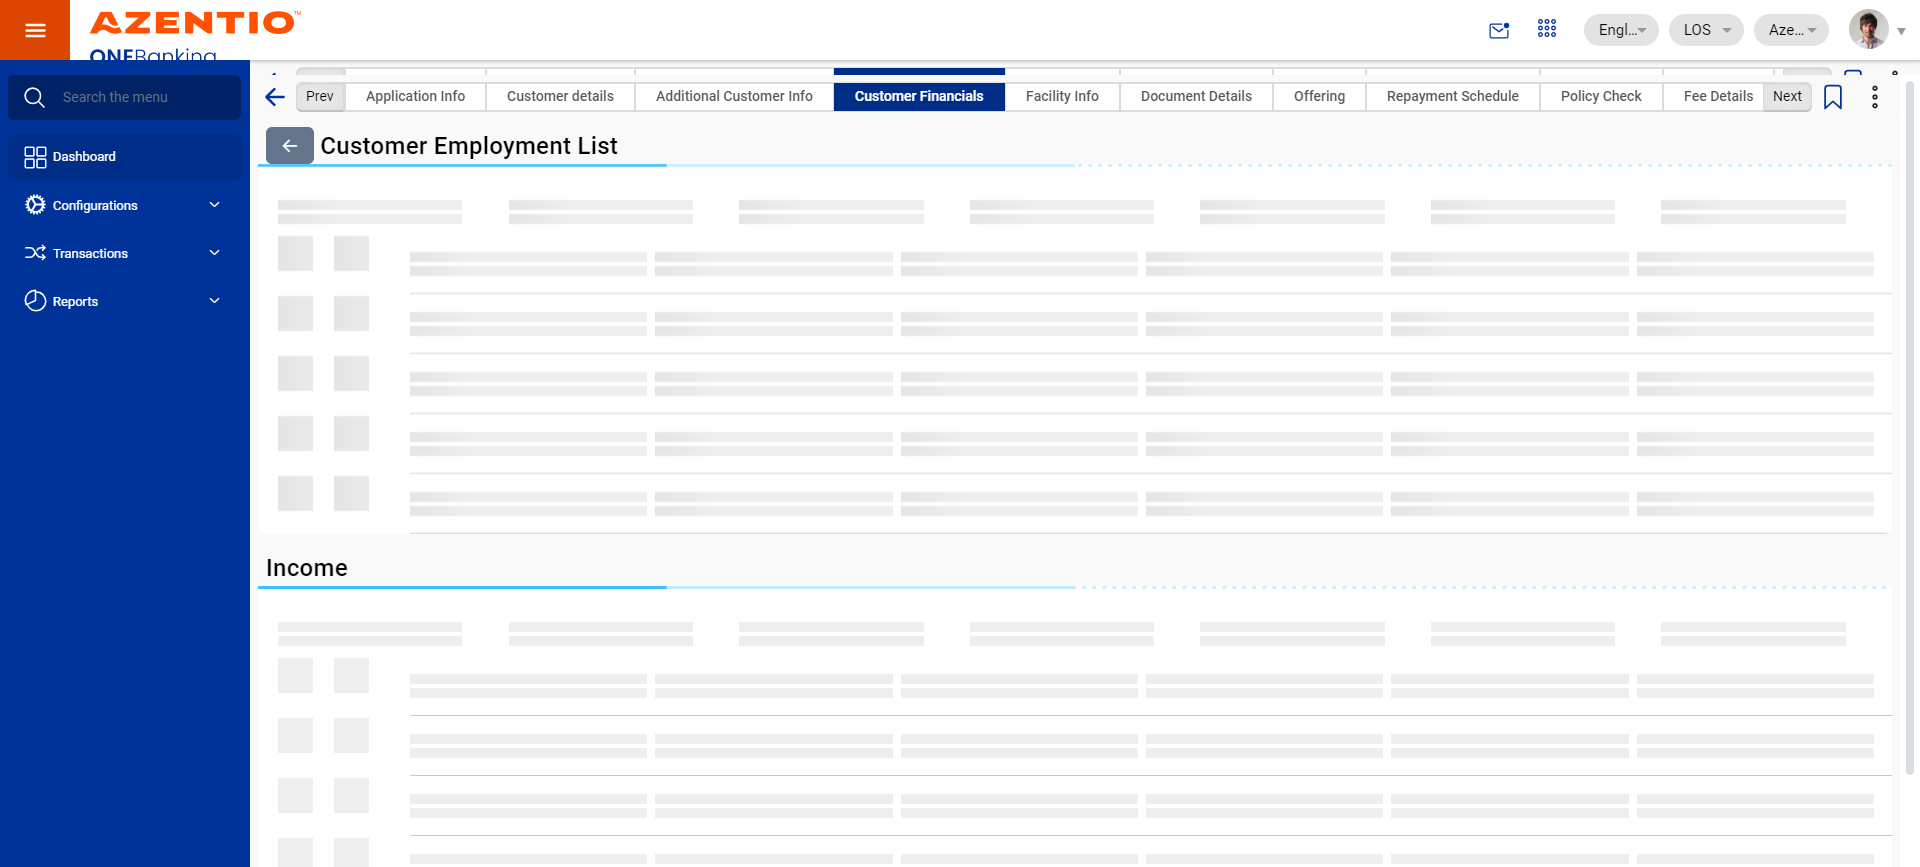 AZENTIO™
ONEBanking
Engl...
LOS
Aze...
Search the menu
Dashboard
Configurations
Transactions
Reports
Prev
Application Info
Customer details
Additional Customer Info
Customer Financials
Facility Info
Document Details
Offering
Repayment Schedule
Policy Check
Fee Details
Next
Customer Employment List
Income